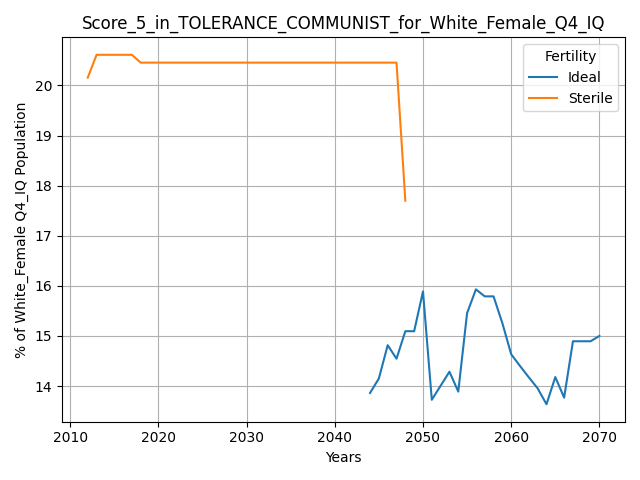 Score_5_in_TOLERANCE_COMMUNIST_for_White_Female_Q4_IQ
Fertility
Ideal
Sterile
% of White_Female Q4_IQ Population
20
19
18
17
16
15
14
2010 2020 2030 2040 2050 2060 2070
Years